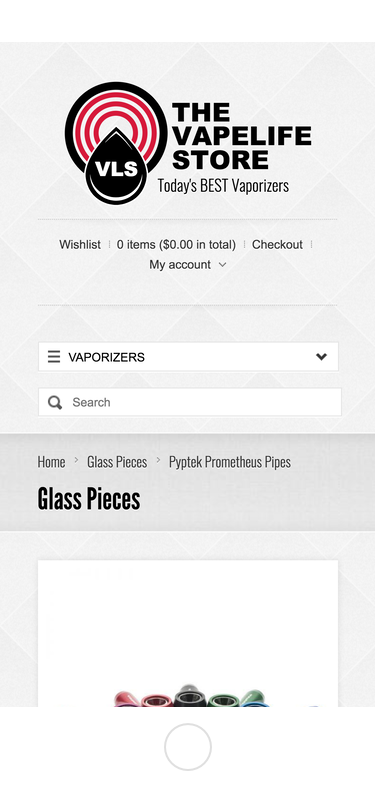 THE
VAPELIFE
STORE
VLS
Today's BEST Vaporizers
Wishlist
0 items ($0.00 in total)
Checkout
My account
VAPORIZERS
Search
Home > Glass Pieces > Pyptek Prometheus Pipes
Glass Pieces